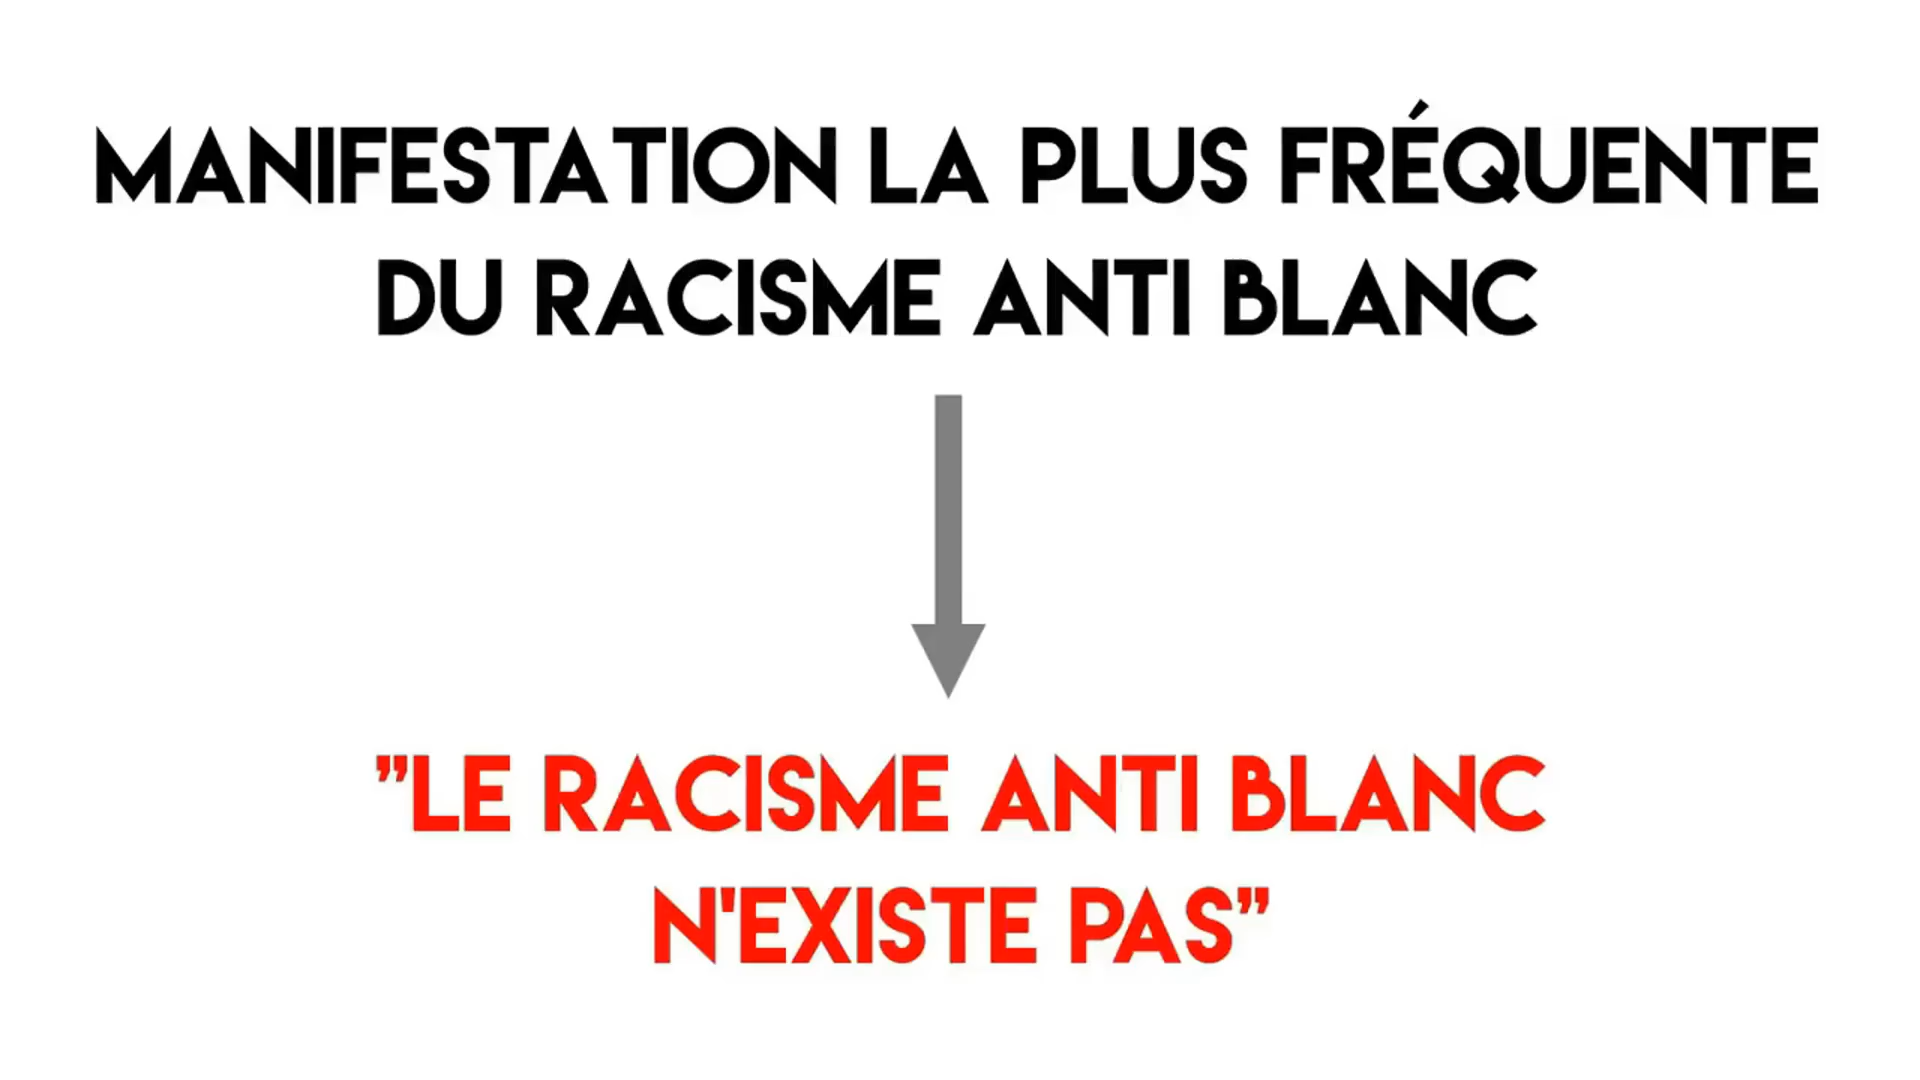 MANIFESTATION LA PLUS FRÉQUENTE
DU RACISME ANTI BLANC
"LE RACISME ANTI BLANC
N'EXISTE PAS"